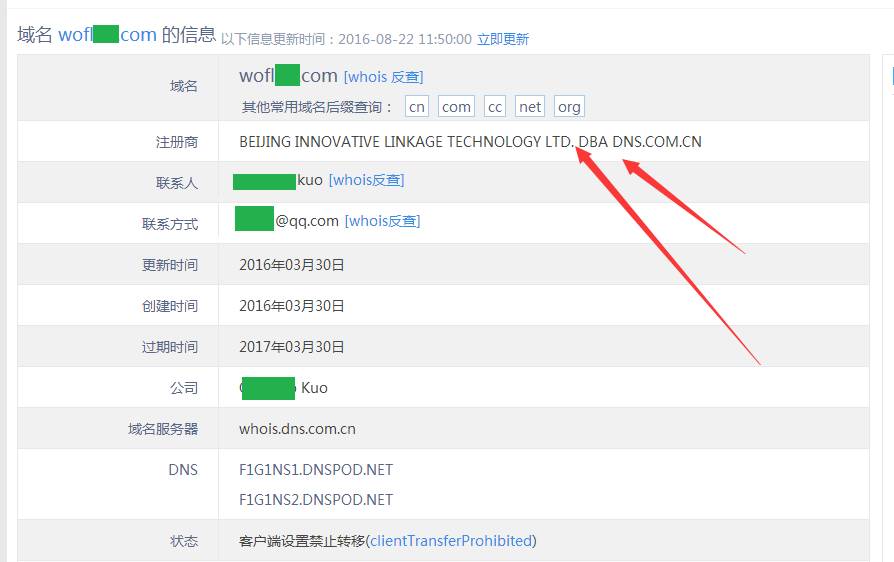 域名 wofl com 的信息 以下信息更新时间：2016-08-22 11:50:00 立即更新
域名 wofl .com [whois 反查]
其他常用域名后缀查询： cn com cc net org
注册商 BEIJING INNOVATIVE LINKAGE TECHNOLOGY LTD. DBA DNS.COM.CN
联系人 kuo [whois反查]
联系方式 @qq.com [whois反查]
更新时间 2016年03月30日
创建时间 2016年03月30日
过期时间 2017年03月30日
公司 Kuo
域名服务器 whois.dns.com.cn
DNS F1G1NS1.DNSPOD.NET
F1G1NS2.DNSPOD.NET
状态 客户端设置禁止转移(clientTransferProhibited)